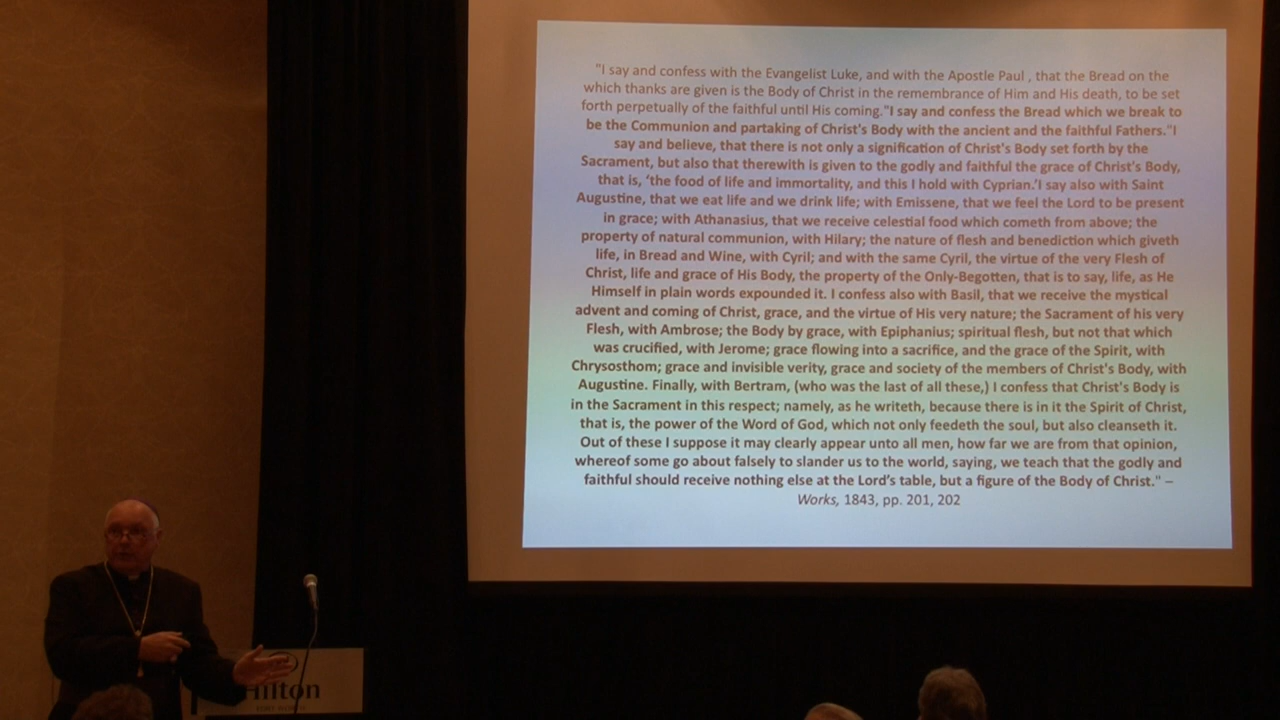 "I say and confess with the Evangelist Luke, and with the Apostle Paul , that the Bread on the
which thanks are given is the Body of Christ in the remembrance of Him and His death, to be set
forth perpetually of the faithful until His coming."I say and confess the Bread which we break to
be the Communion and partaking of Christ's Body with the ancient and the faithful Fathers."I
say and believe, that there is not only a signification of Christ's Body set forth by the
Sacrament, but also that therewith is given to the godly and faithful the grace of Christ's Body,
that is, ‘the food of life and immortality, and this I hold with Cyprian.’I say also with Saint
Augustine, that we eat life and we drink life; with Emissene, that we feel the Lord to be present
in grace; with Athanasius, that we receive celestial food which cometh from above; the
property of natural communion, with Hilary; the nature of flesh and benediction which giveth
life, in Bread and Wine, with Cyril; and with the same Cyril, the virtue of the very Flesh of
Christ, life and grace of His Body, the property of the Only-Begotten, that is to say, life, as He
Himself in plain words expounded it. I confess also with Basil, that we receive the mystical
advent and coming of Christ, grace, and the virtue of His very nature; the Sacrament of his very
Flesh, with Ambrose; the Body by grace, with Epiphanius; spiritual flesh, but not that which
was crucified, with Jerome; grace flowing into a sacrifice, and the grace of the Spirit, with
Chrysosthom; grace and invisible verity, grace and society of the members of Christ's Body, with
Augustine. Finally, with Bertram, (who was the last of all these,) I confess that Christ's Body is
in the Sacrament in this respect; namely, as he writeth, because there is in it the Spirit of Christ,
that is, the power of the Word of God, which not only feedeth the soul, but also cleanseth it.
Out of these I suppose it may clearly appear unto all men, how far we are from that opinion,
whereof some go about falsely to slander us to the world, saying, we teach that the godly and
faithful should receive nothing else at the Lord’s table, but a figure of the Body of Christ." –
Works, 1843, pp. 201, 202
Hilton
FORT WORTH